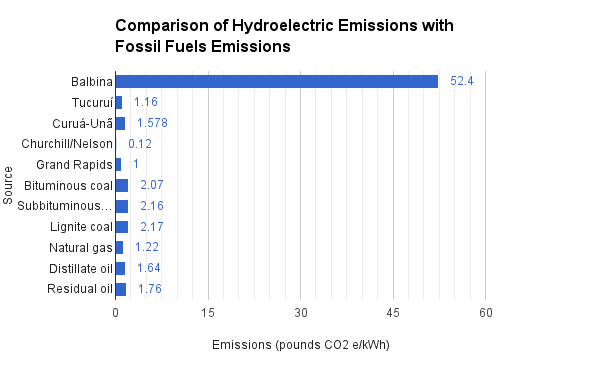 Comparison of Hydroelectric Emissions with
Fossil Fuels Emissions
Source
Balbina 52.4
Tucuruí 1.16
Curuá-Unã 1.578
Churchill/Nelson 0.12
Grand Rapids 1
Bituminous coal 2.07
Subbituminous... 2.16
Lignite coal 2.17
Natural gas 1.22
Distillate oil 1.64
Residual oil 1.76
0 15 30 45 60
Emissions (pounds CO2 e/kWh)